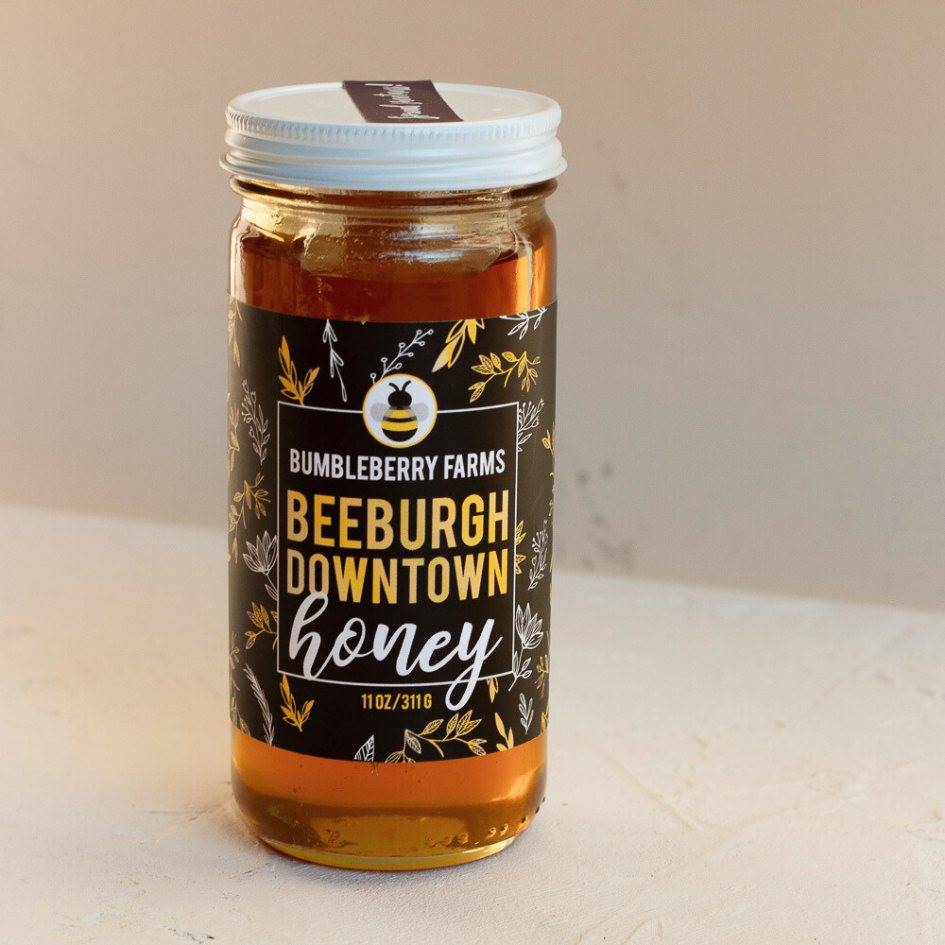 BUMBLEBERRY FARMS
BEEBURGH
DOWNTOWN
honey
11 OZ/311 G